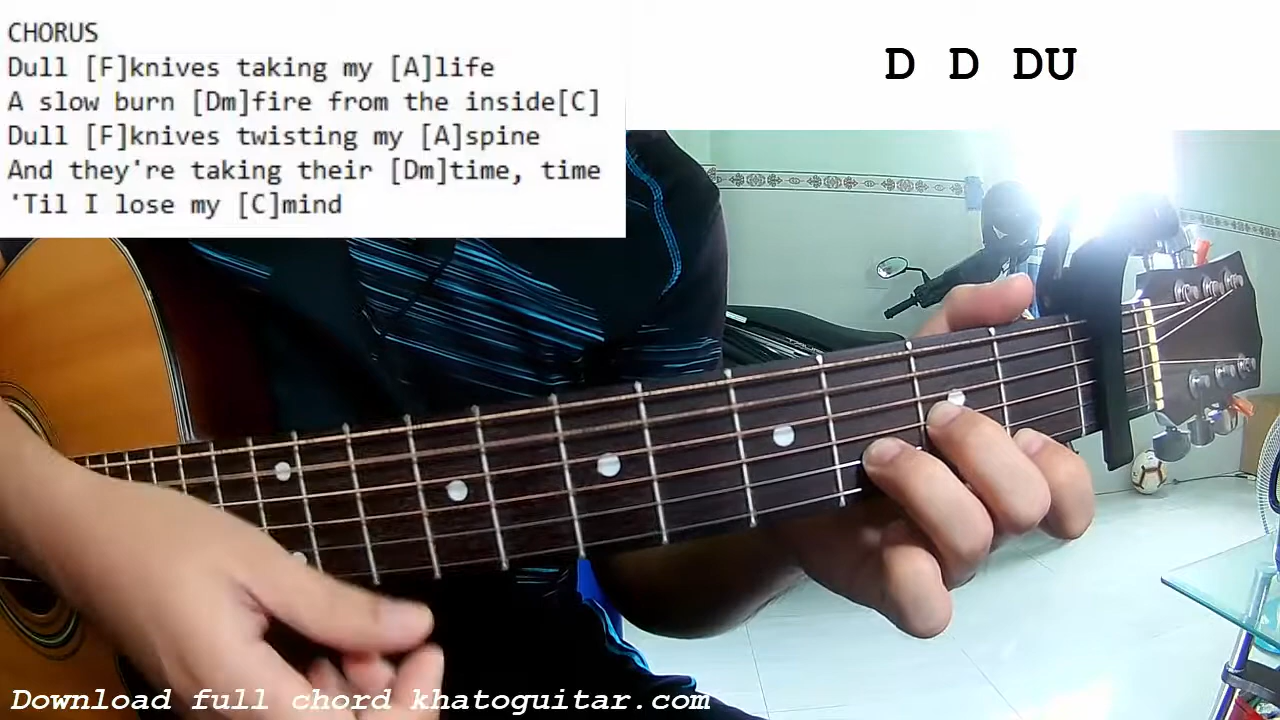 CHORUS
Dull [F]knives taking my [A]life
A slow burn [Dm]fire from the inside[C]
Dull [F]knives twisting my [A]spine
And they're taking their [Dm]time, time
'Til I lose my [C]mind
D D DU
Download full chord khatoguitar.com